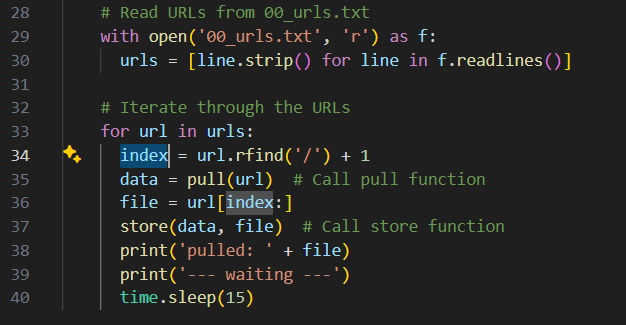 28 # Read URLs from 00_urls.txt
29 with open('00_urls.txt', 'r') as f:
30   urls = [line.strip() for line in f.readlines()]
31
32 # Iterate through the URLs
33 for url in urls:
34   index = url.rfind('/') + 1
35   data = pull(url)  # Call pull function
36   file = url[index:]
37   store(data, file)  # Call store function
38   print('pulled: ' + file)
39   print('--- waiting ---')
40   time.sleep(15)